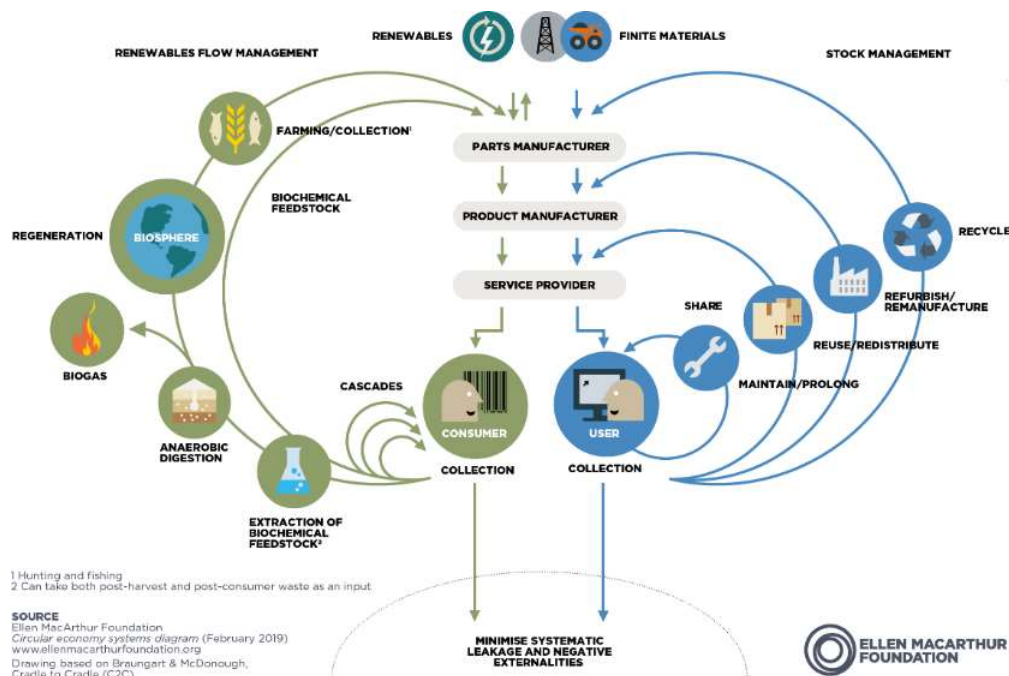 RENEWABLES
FINITE MATERIALS
RENEWABLES FLOW MANAGEMENT
STOCK MANAGEMENT
FARMING/COLLECTION¹
PARTS MANUFACTURER
BIOCHEMICAL
FEEDSTOCK
PRODUCT MANUFACTURER
REGENERATION
BIOSPHERE
RECYCLE
SERVICE PROVIDER
SHARE
REFURBISH/
REMANUFACTURE
REUSE/REDISTRIBUTE
BIOGAS
CASCADES
MAINTAIN/PROLONG
CONSUMER
USER
ANAEROBIC
DIGESTION
COLLECTION
COLLECTION
EXTRACTION OF
BIOCHEMICAL
FEEDSTOCK²
1 Hunting and fishing
2 Can take both post-harvest and post-consumer waste as an input
SOURCE
Ellen MacArthur Foundation
Circular economy systems diagram (February 2019)
www.ellenmacarthurfoundation.org
Drawing based on Braungart & McDonough,
Cradle to Cradle (C2C)
MINIMISE SYSTEMATIC
LEAKAGE AND NEGATIVE
EXTERNALITIES
ELLEN MACARTHUR
FOUNDATION